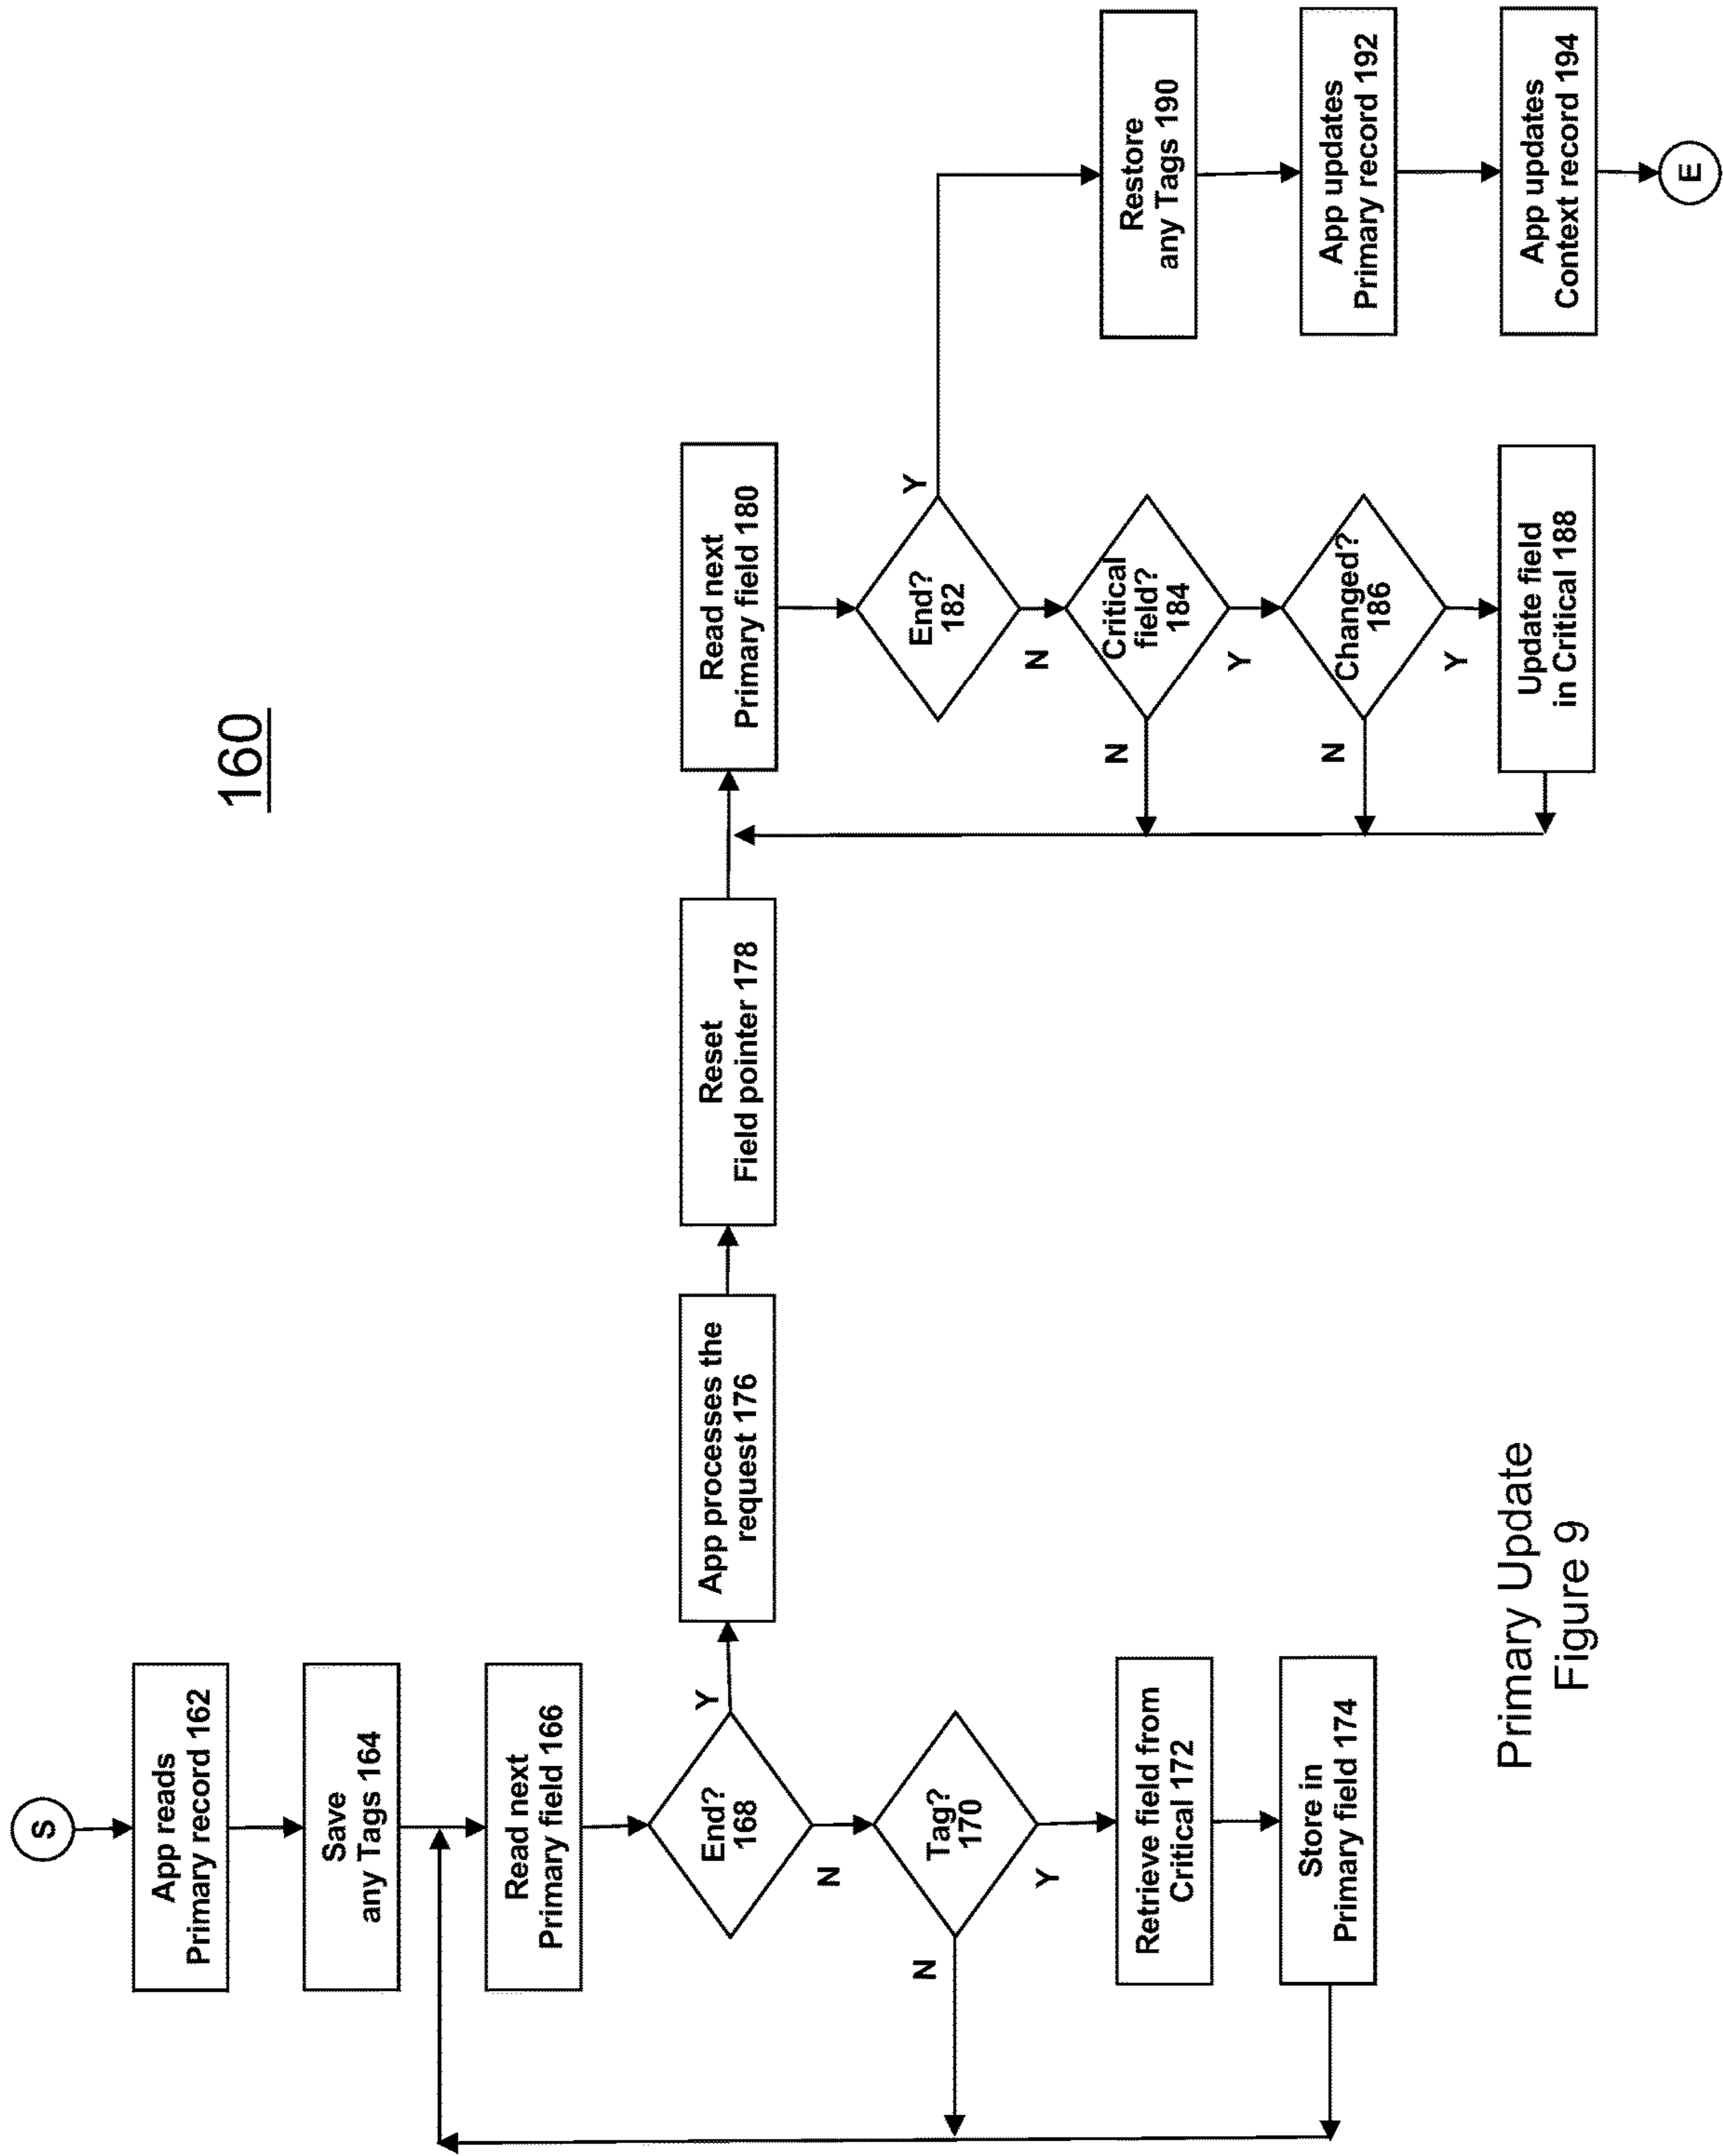 160
S
App reads
Primary record 162
Save
any Tags 164
Read next
Primary field 166
End?
168
Y
N
Tag?
170
N
Y
Retrieve field from
Critical 172
Store in
Primary field 174
App processes the
request 176
Reset
Field pointer 178
Read next
Primary field 180
End?
182
Y
N
Critical
field?
184
N
Y
Changed?
186
N
Y
Update field
in Critical 188
Restore
any Tags 190
App updates
Primary record 192
App updates
Context record 194
E
Primary Update
Figure 9